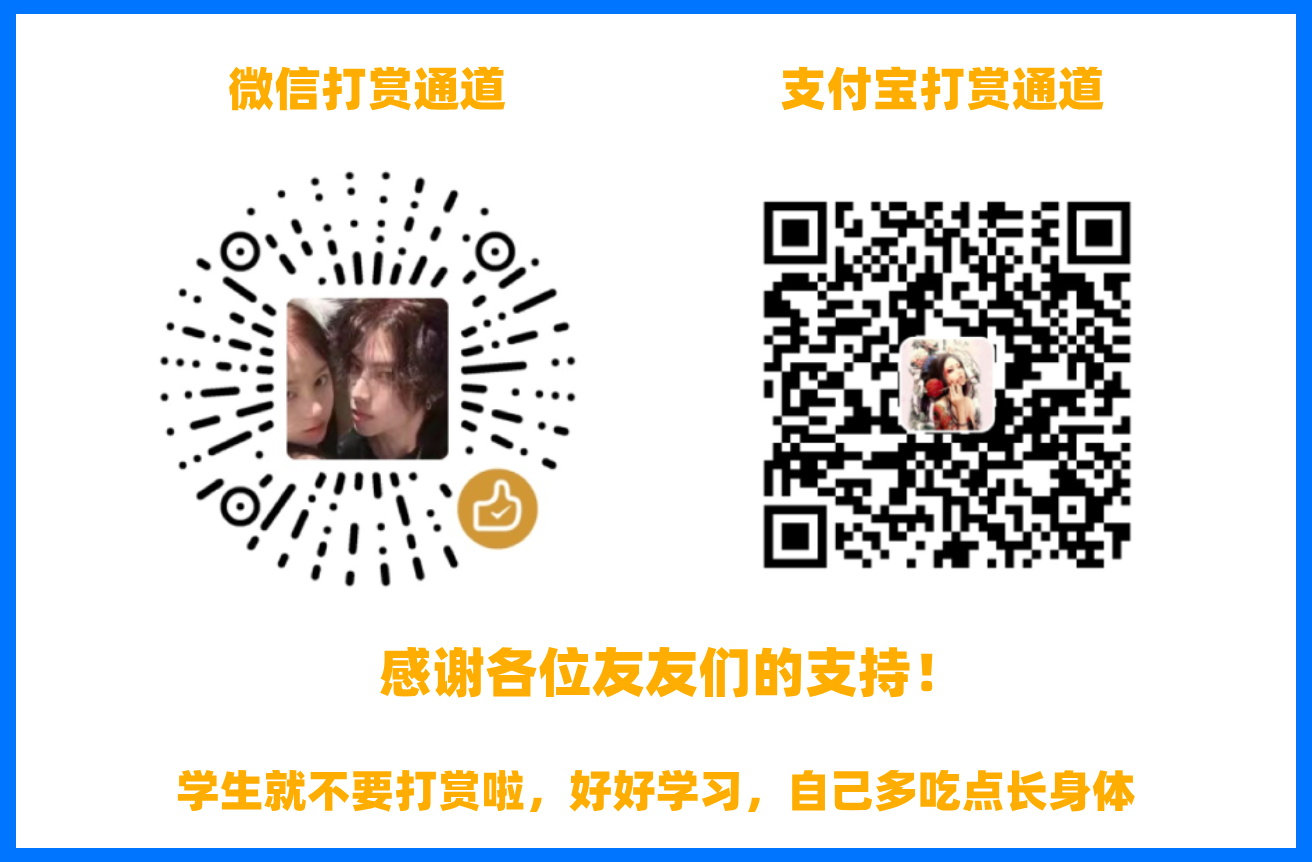 微信打赏通道
支付宝打赏通道
感谢各位友友们的支持！
学生就不要打赏啦，好好学习，自己多吃点长身体